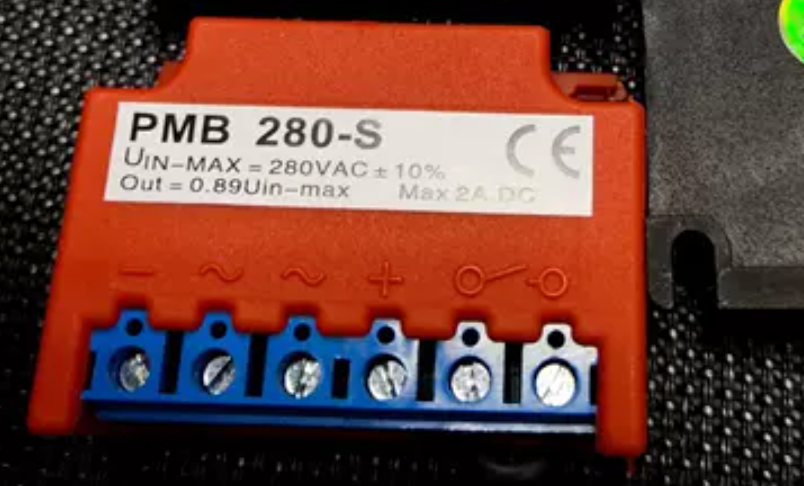 PMB 280-S
CE
UIN-MAX = 280VAC ± 10%
Out = 0.89Uin-max Max 2A.DC
− ~ ~ +